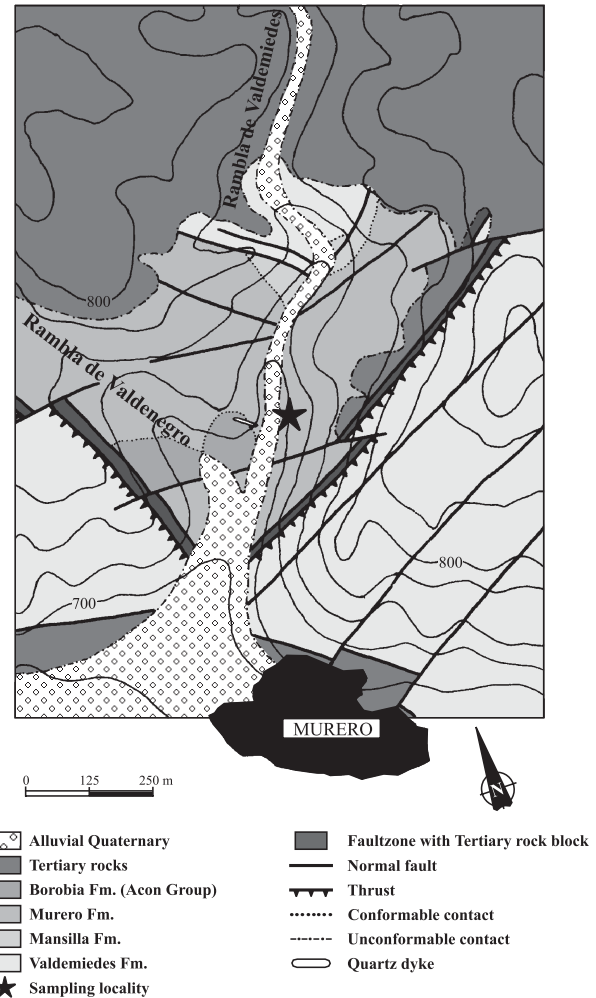 Rambla de Valdemiedes
800
Rambla de Valdenegro
800
700
MURERO
0 125 250 m
N
Alluvial Quaternary
Tertiary rocks
Borobia Fm. (Acon Group)
Murero Fm.
Mansilla Fm.
Valdemiedes Fm.
Sampling locality
Faultzone with Tertiary rock block
Normal fault
Thrust
Conformable contact
Unconformable contact
Quartz dyke